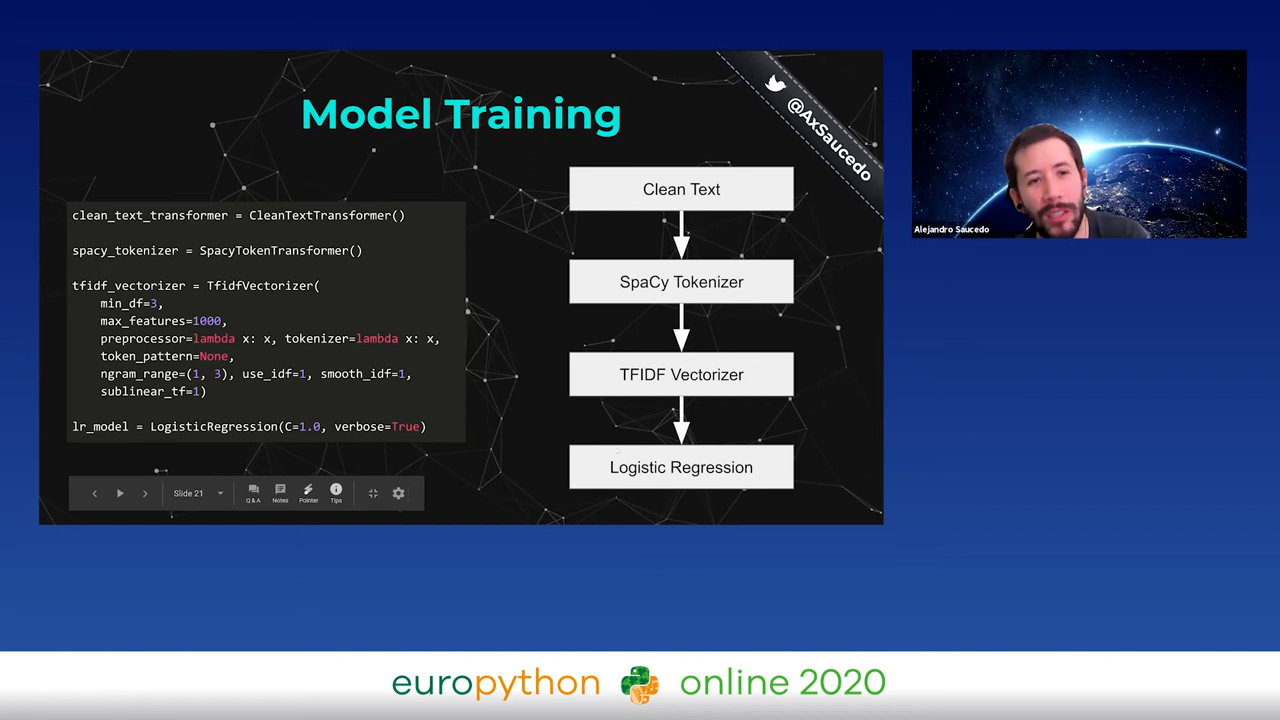 Model Training
@AxSaucedo
clean_text_transformer = CleanTextTransformer()
spacy_tokenizer = SpacyTokenTransformer()
tfidf_vectorizer = TfidfVectorizer(
min_df=3,
max_features=1000,
preprocessor=lambda x: x, tokenizer=lambda x: x,
token_pattern=None,
ngram_range=(1, 3), use_idf=1, smooth_idf=1,
sublinear_tf=1)
lr_model = LogisticRegression(C=1.0, verbose=True)
Clean Text
SpaCy Tokenizer
TFIDF Vectorizer
Logistic Regression
Slide 21
Q & A
Notes
Pointer
Tips
Alejandro Saucedo
europython online 2020